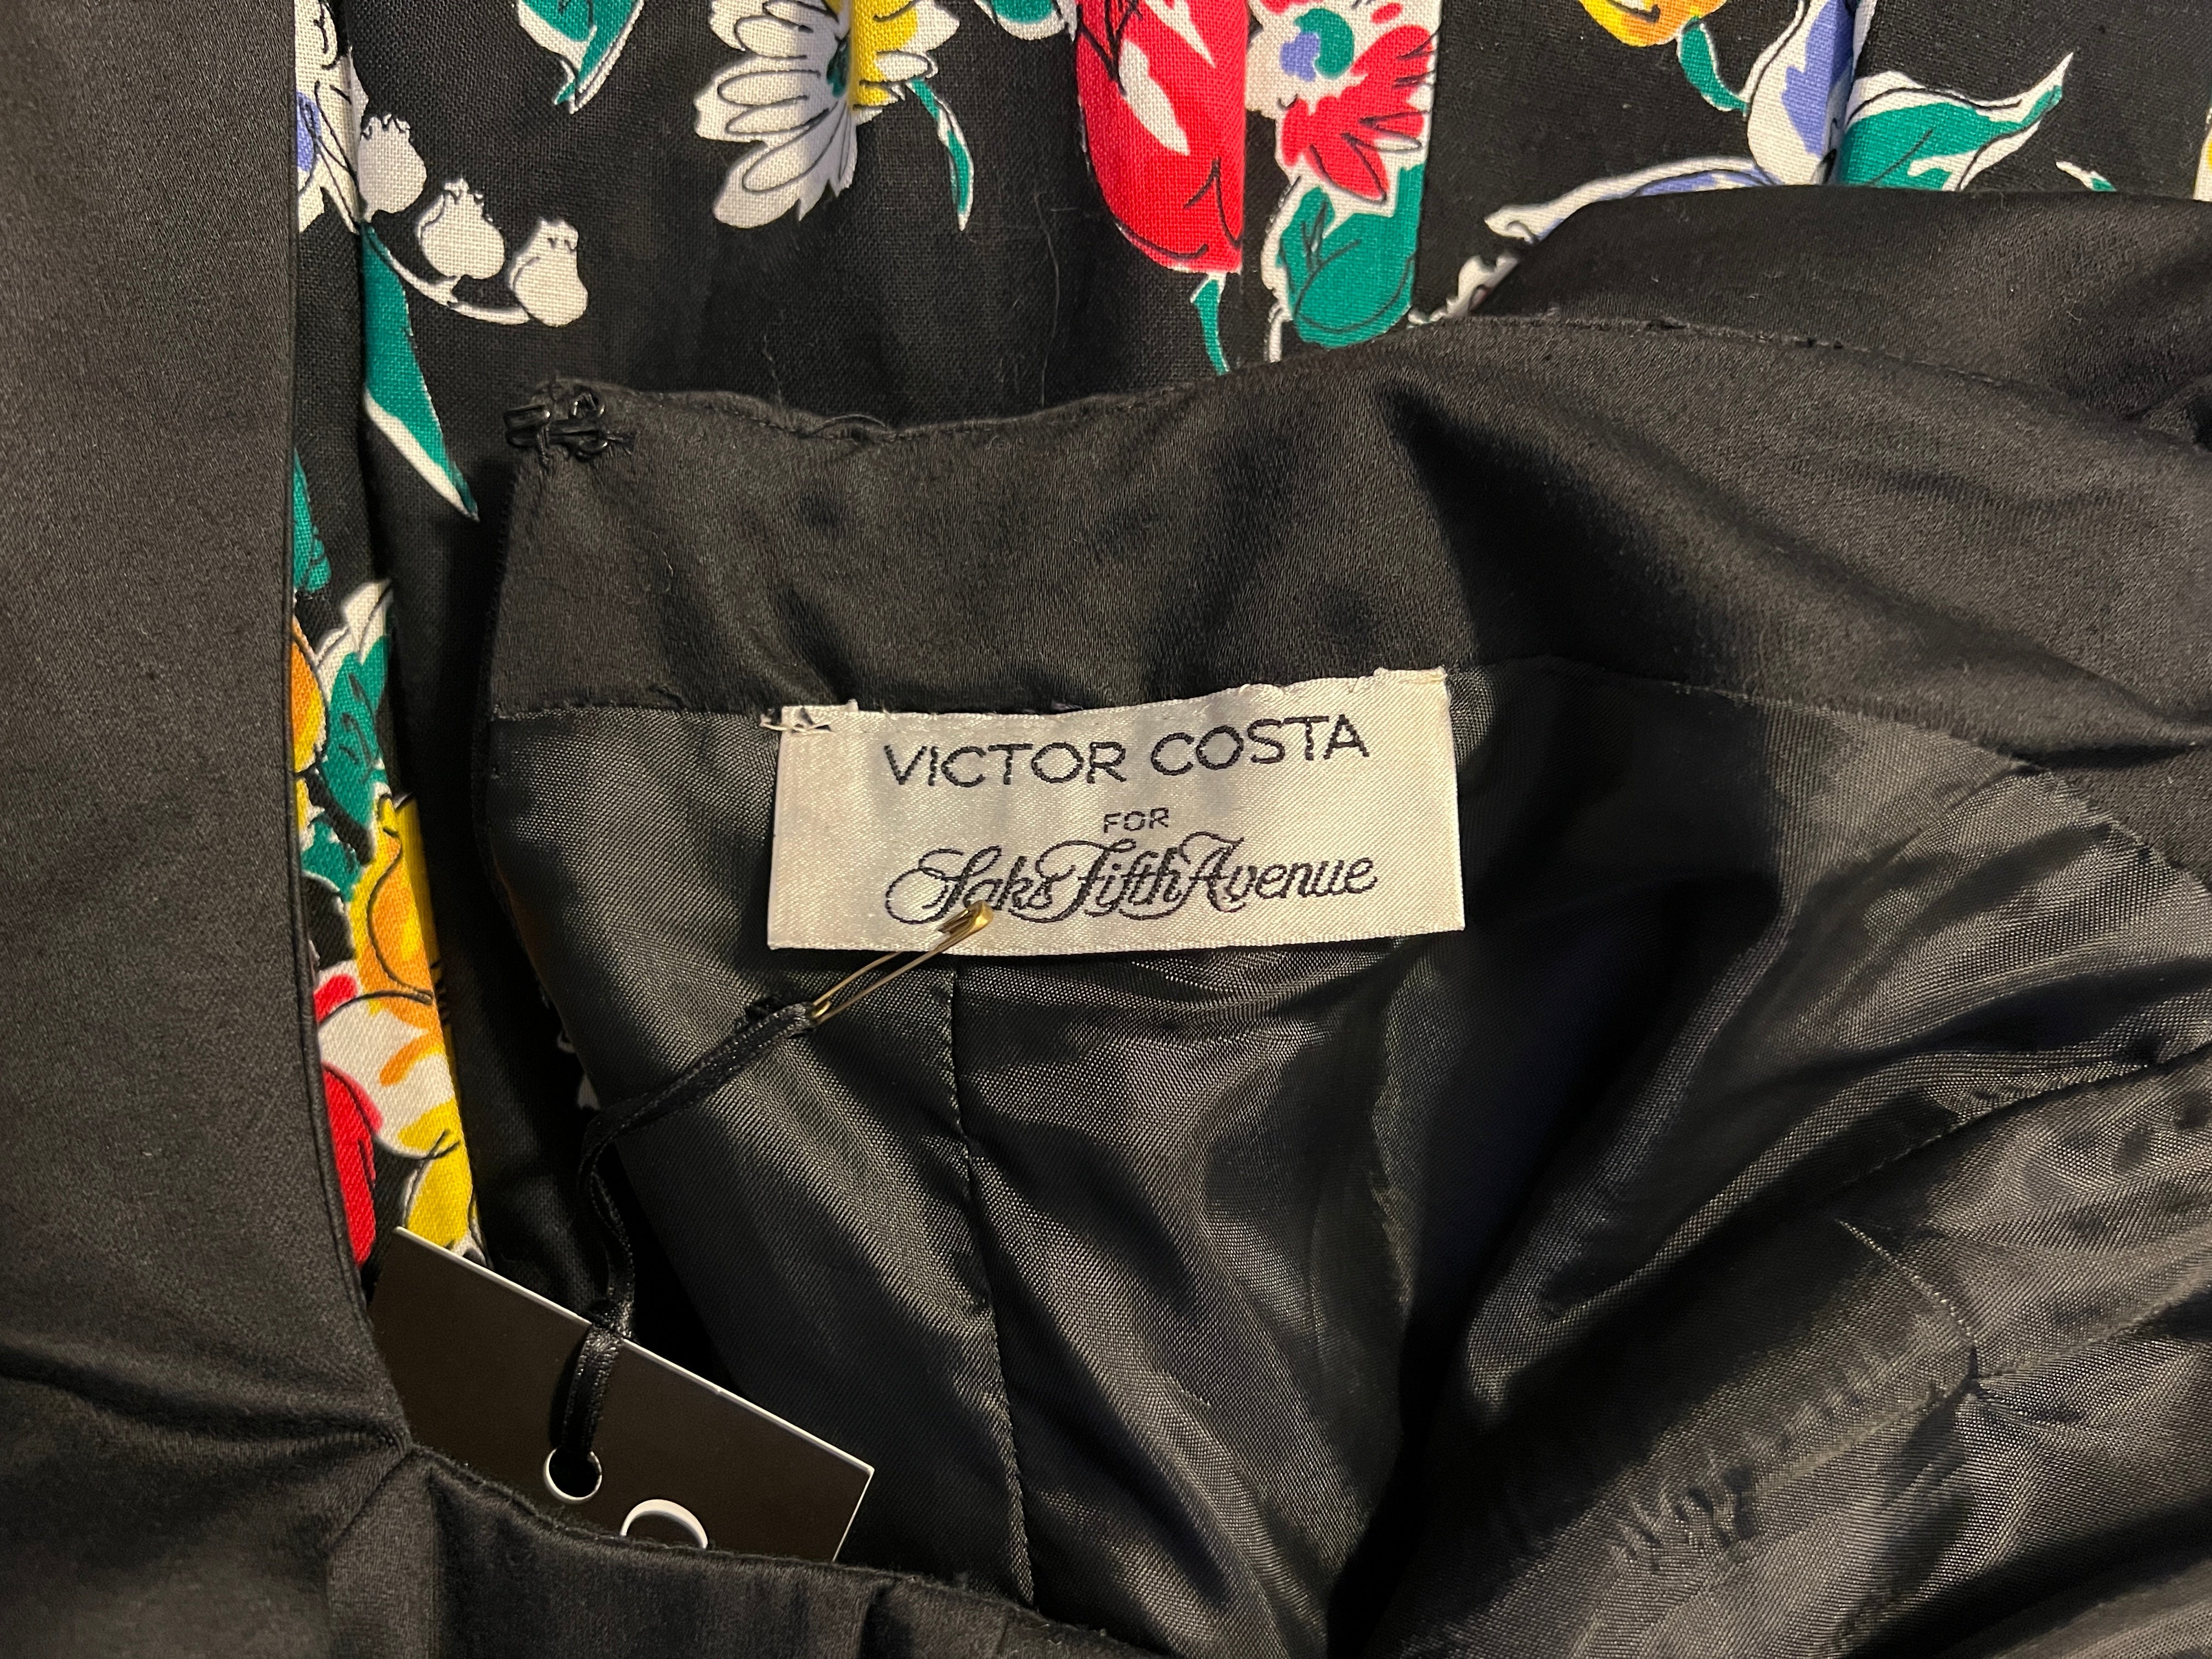 VICTOR COSTA
FOR
Saks Fifth Avenue